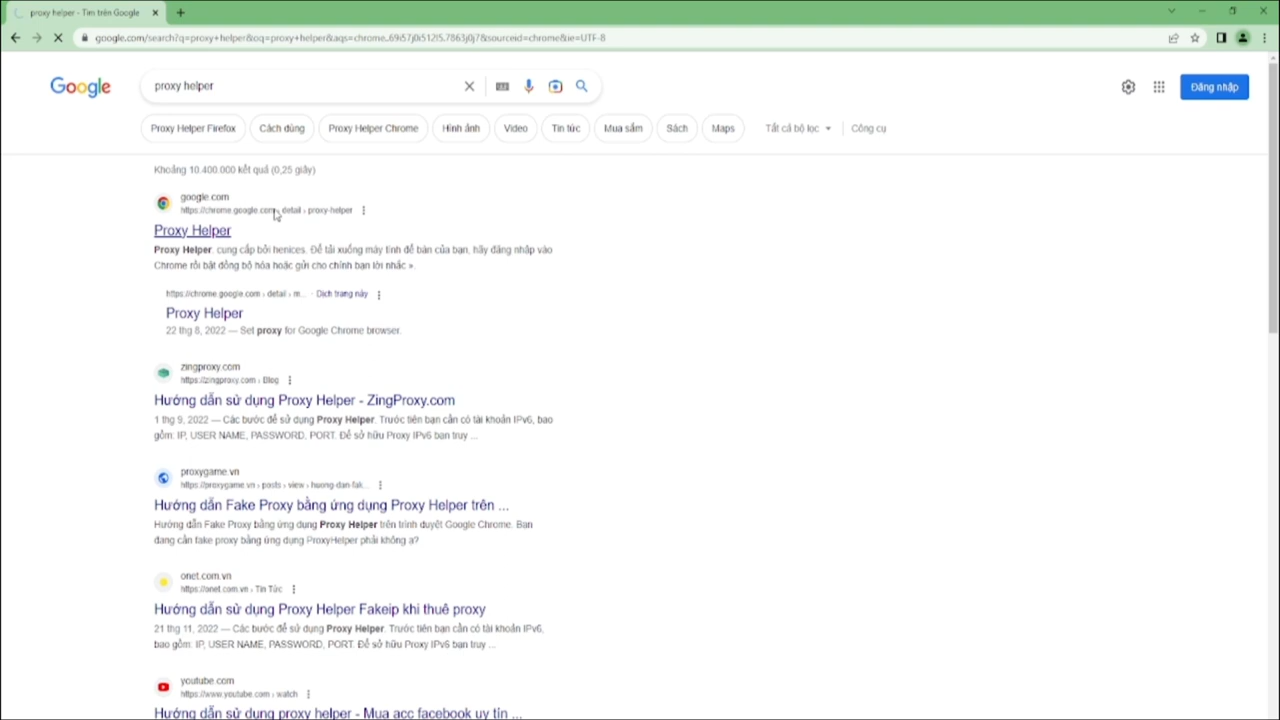 proxy helper - Tìm trên Google
google.com/search?q=proxy+helper&oq=proxy+helper&aqs=chrome..69i57j0i512l5.7863j0j7&sourceid=chrome&ie=UTF-8
Google
proxy helper
Đăng nhập
Proxy Helper Firefox
Cách dùng
Proxy Helper Chrome
Hình ảnh
Video
Tin tức
Mua sắm
Sách
Maps
Tất cả bộ lọc
Công cụ
Khoảng 10.400.000 kết quả (0,25 giây)
google.com
https://chrome.google.com › detail › proxy-helper
Proxy Helper
Proxy Helper. cung cấp bởi henices. Để tải xuống máy tính để bàn của bạn, hãy đăng nhập vào
Chrome rồi bật đồng bộ hóa hoặc gửi cho chính bạn lời nhắc ».
https://chrome.google.com › detail › m... · Dịch trang này
Proxy Helper
22 thg 8, 2022 — Set proxy for Google Chrome browser.
zingproxy.com
https://zingproxy.com › Blog
Hướng dẫn sử dụng Proxy Helper - ZingProxy.com
1 thg 9, 2022 — Các bước để sử dụng Proxy Helper. Trước tiên bạn cần có tài khoản IPv6, bao
gồm: IP, USER NAME, PASSWORD, PORT. Để sở hữu Proxy IPv6 bạn truy ...
proxygame.vn
https://proxygame.vn › posts › view › huong-dan-fak...
Hướng dẫn Fake Proxy bằng ứng dụng Proxy Helper trên ...
Hướng dẫn Fake Proxy bằng ứng dụng Proxy Helper trên trình duyệt Google Chrome. Bạn
đang cần fake proxy bằng ứng dụng ProxyHelper phải không ạ?
onet.com.vn
https://onet.com.vn › Tin Tức
Hướng dẫn sử dụng Proxy Helper Fakeip khi thuê proxy
21 thg 11, 2022 — Các bước để sử dụng Proxy Helper. Trước tiên bạn cần có tài khoản IPv6,
bao gồm: IP, USER NAME, PASSWORD, PORT. Để sở hữu Proxy IPv6 bạn truy ...
youtube.com
https://www.youtube.com › watch
Hướng dẫn sử dụng proxy helper - Mua acc facebook uy tín ...